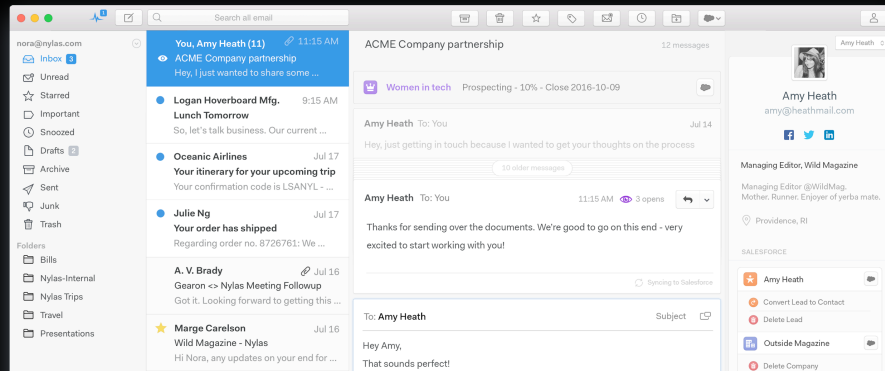 1
Search all email
nora@nylas.com
Inbox 3
Unread
Starred
Important
Snoozed
Drafts 2
Archive
Sent
Junk
Trash
Folders
Bills
Nylas-Internal
Nylas Trips
Travel
Presentations
You, Amy Heath (11) 11:15 AM
ACME Company partnership
Hey, I just wanted to share some ...
Logan Hoverboard Mfg. 9:15 AM
Lunch Tomorrow
So, let's talk business. Our current ...
Oceanic Airlines Jul 17
Your itinerary for your upcoming trip
Your confirmation code is LSANYL - ...
Julie Ng Jul 17
Your order has shipped
Regarding order no. 8726761: We ...
A. V. Brady Jul 16
Gearon <> Nylas Meeting Followup
Got it. Looking forward to getting this ...
Marge Carelson Jul 16
Wild Magazine - Nylas
Hi Nora, any updates on your end for ...
ACME Company partnership 12 messages
Women in tech Prospecting - 10% - Close 2016-10-09
Amy Heath To: You Jul 14
Hey, just getting in touch because I wanted to get your thoughts on the process
10 older messages
Amy Heath To: You 11:15 AM 3 opens
Thanks for sending over the documents. We're good to go on this end - very
excited to start working with you!
Syncing to Salesforce
To: Amy Heath Subject
Hey Amy,
That sounds perfect!
Amy Heath
Amy Heath
amy@heathmail.com
Managing Editor, Wild Magazine
Managing Editor @WildMag.
Mother. Runner. Enjoyer of yerba mate.
Providence, RI
SALESFORCE
Amy Heath
Convert Lead to Contact
Delete Lead
Outside Magazine
Delete Company